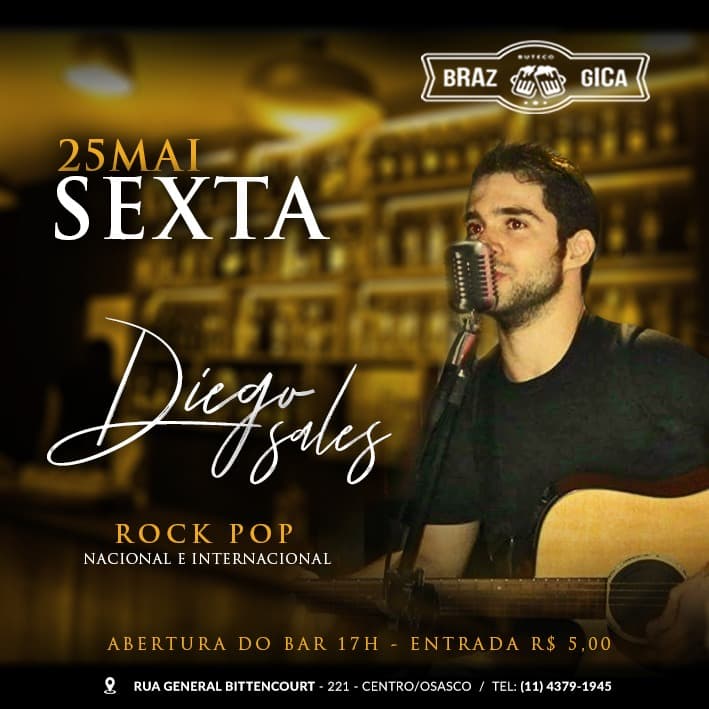 BUTECO
BRAZ GICA
25MAI
SEXTA
Diego
sales
ROCK POP
NACIONAL E INTERNACIONAL
ABERTURA DO BAR 17H - ENTRADA R$ 5,00
RUA GENERAL BITTENCOURT - 221 - CENTRO/OSASCO / TEL: (11) 4379-1945